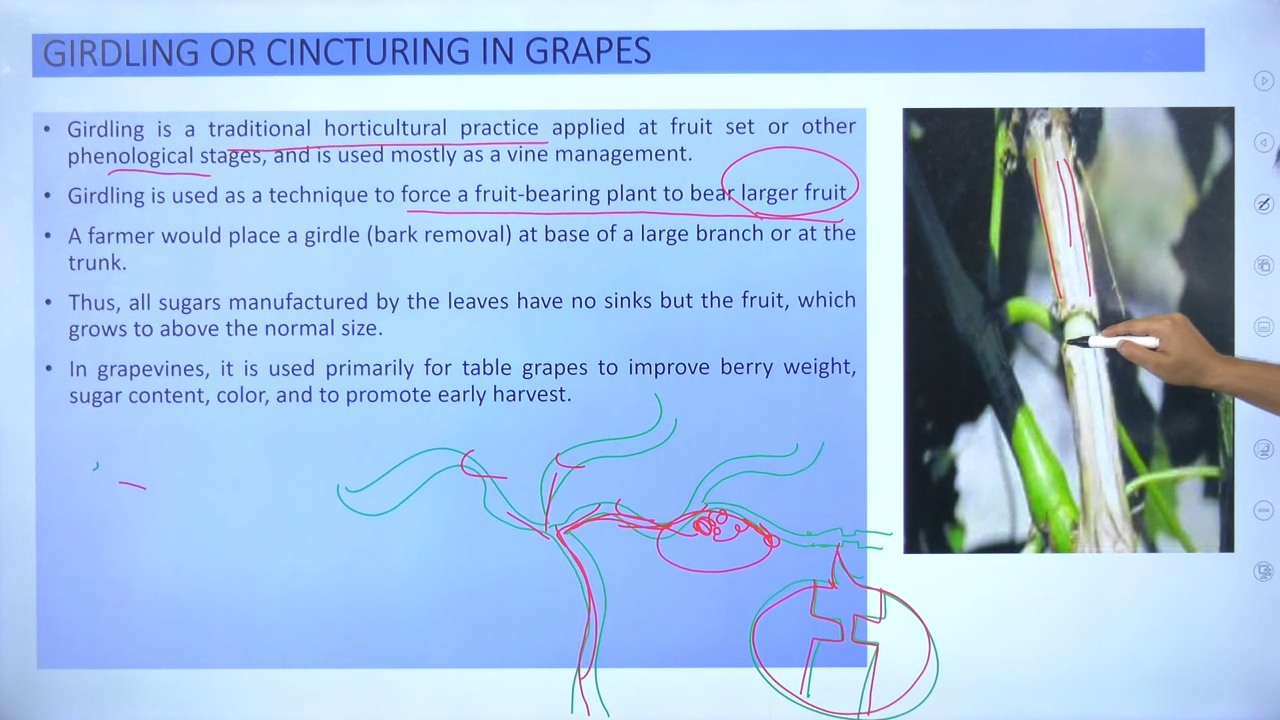 GIRDLING OR CINCTURING IN GRAPES
• Girdling is a traditional horticultural practice applied at fruit set or other
phenological stages, and is used mostly as a vine management.
• Girdling is used as a technique to force a fruit-bearing plant to bear larger fruit
• A farmer would place a girdle (bark removal) at base of a large branch or at the
trunk.
• Thus, all sugars manufactured by the leaves have no sinks but the fruit, which
grows to above the normal size.
• In grapevines, it is used primarily for table grapes to improve berry weight,
sugar content, color, and to promote early harvest.